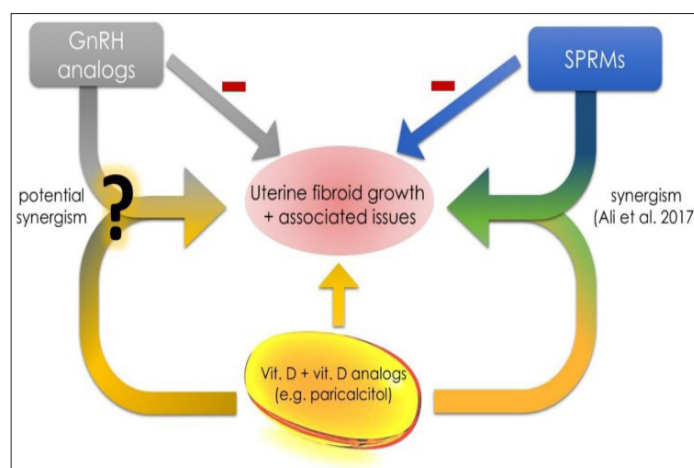 GnRH
analogs
SPRMs
Uterine fibroid growth
+ associated issues
potential
synergism
?
synergism
(Ali et al. 2017
Vit. D + vit. D analogs
(e.g. paricalcitol)